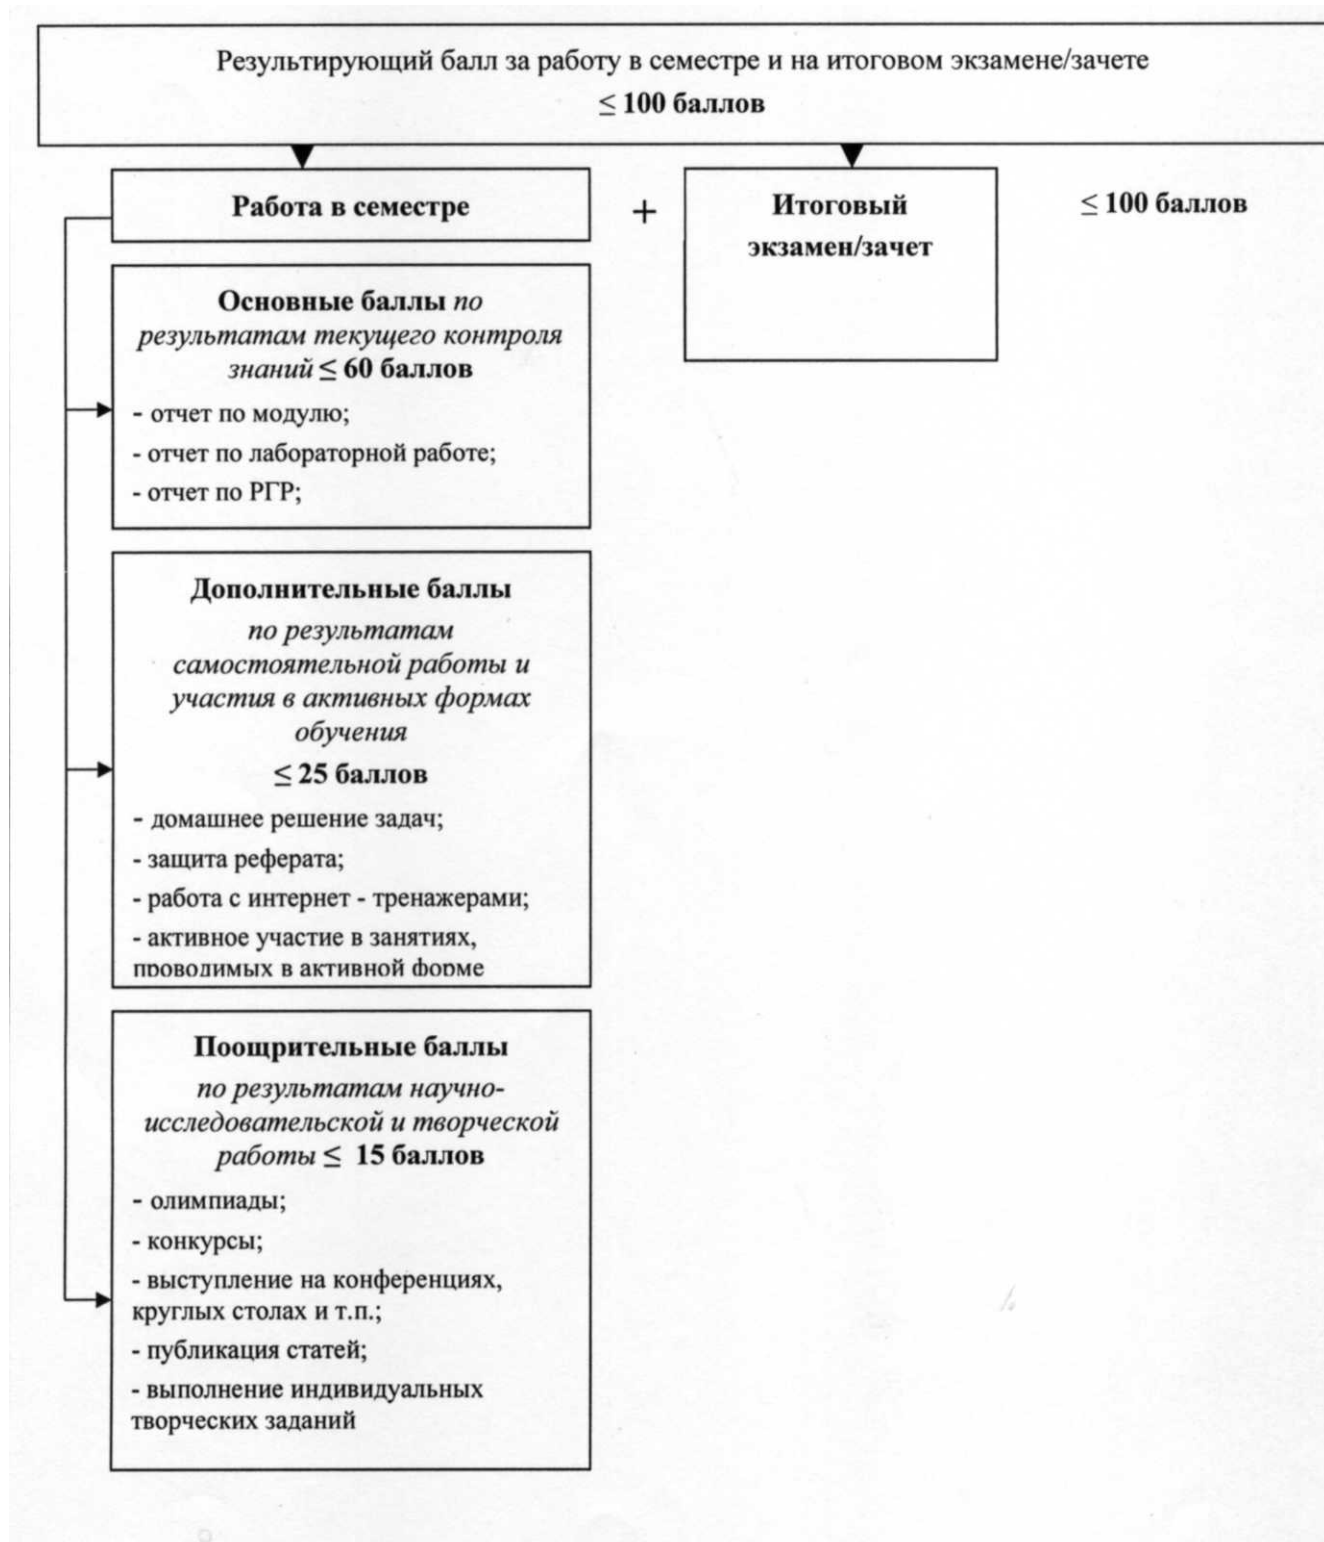 Результирующий балл за работу в семестре и на итоговом экзамене/зачете
≤ 100 баллов
Работа в семестре
+
Итоговый
экзамен/зачет
≤ 100 баллов
Основные баллы по
результатам текущего контроля
знаний ≤ 60 баллов
- отчет по модулю;
- отчет по лабораторной работе;
- отчет по РГР;
Дополнительные баллы
по результатам
самостоятельной работы и
участия в активных формах
обучения
≤ 25 баллов
- домашнее решение задач;
- защита реферата;
- работа с интернет - тренажерами;
- активное участие в занятиях,
проводимых в активной форме
Поощрительные баллы
по результатам научно-
исследовательской и творческой
работы ≤ 15 баллов
- олимпиады;
- конкурсы;
- выступление на конференциях,
круглых столах и т.п.;
- публикация статей;
- выполнение индивидуальных
творческих заданий